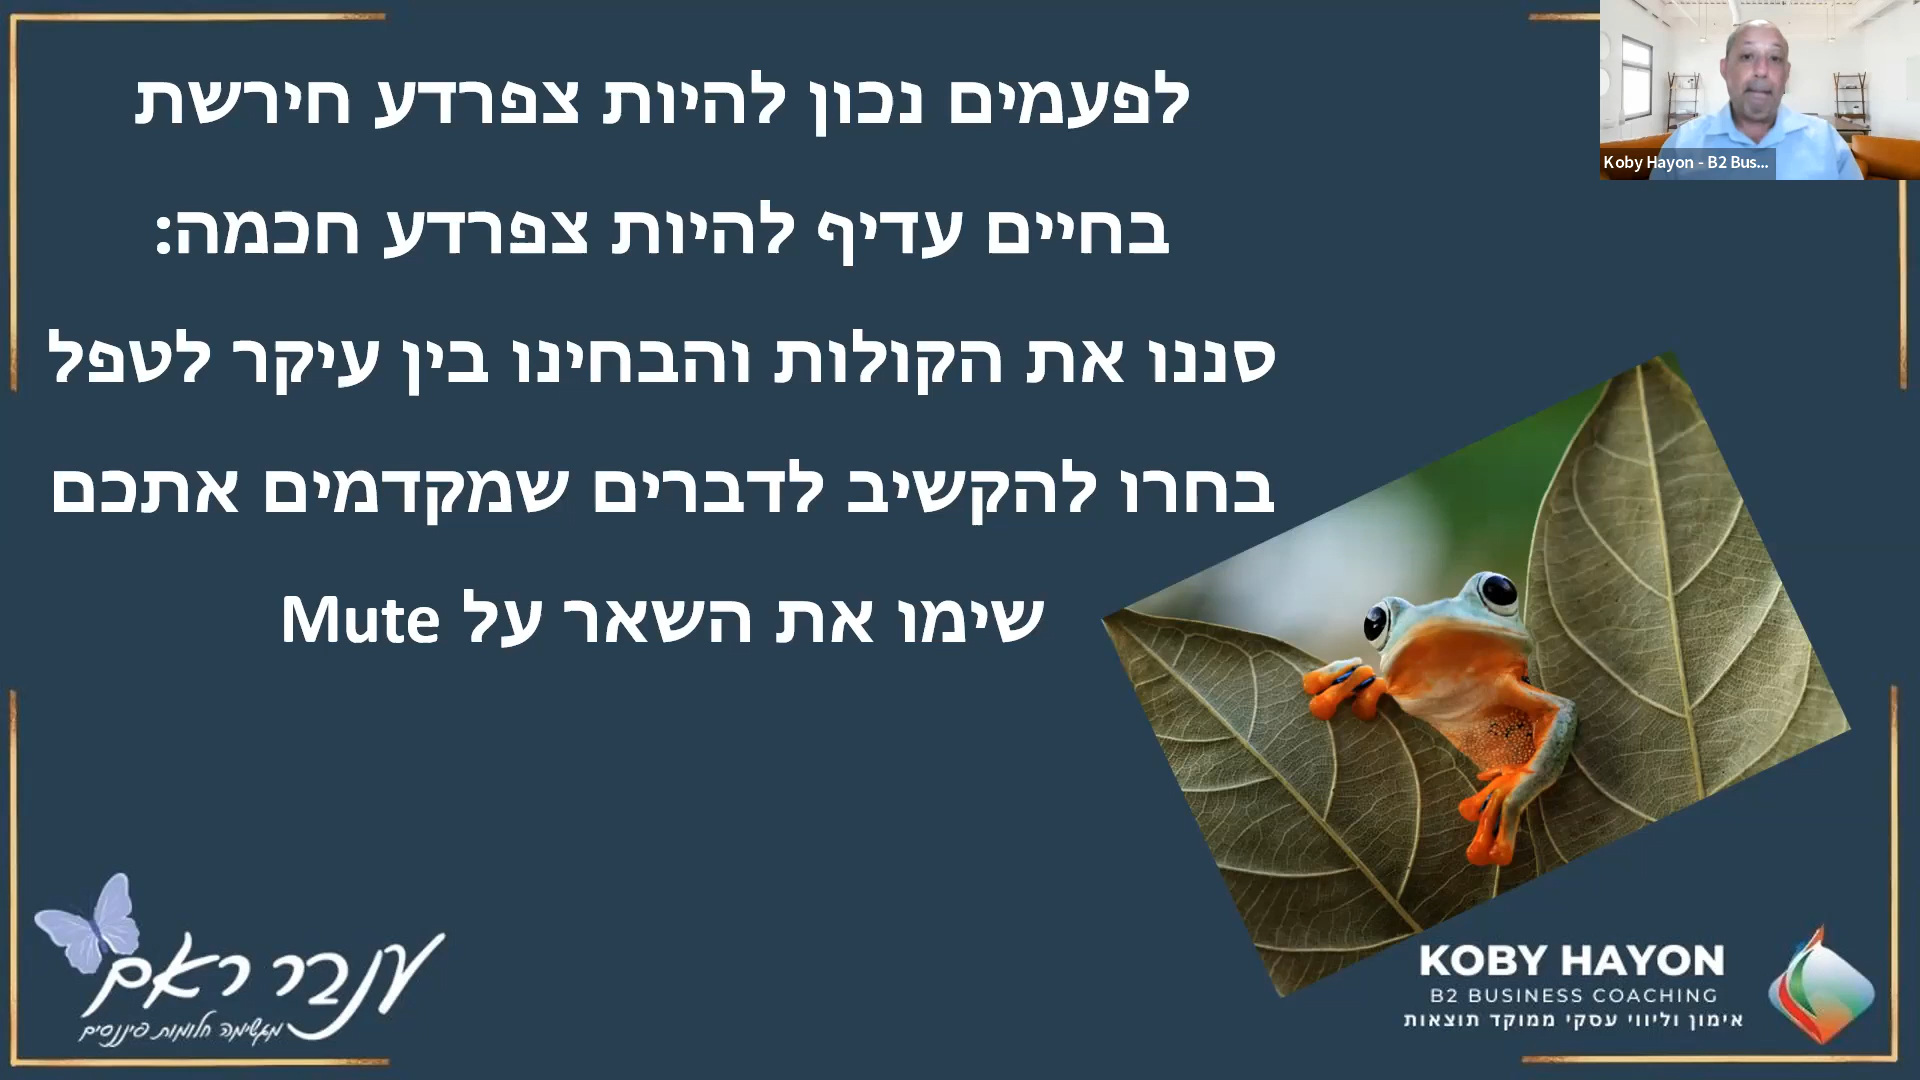 לפעמים נכון להיות צפרדע חירשת
בחיים עדיף להיות צפרדע חכמה:
סננו את הקולות והבחינו בין עיקר לטפל
בחרו להקשיב לדברים שמקדמים אתכם
שימו את השאר על Mute
Koby Hayon - B2 Bus...
ענבר ראם
מגשימה חלומות פיננסים
KOBY HAYON
B2 BUSINESS COACHING
אימון וליווי עסקי ממוקד תוצאות